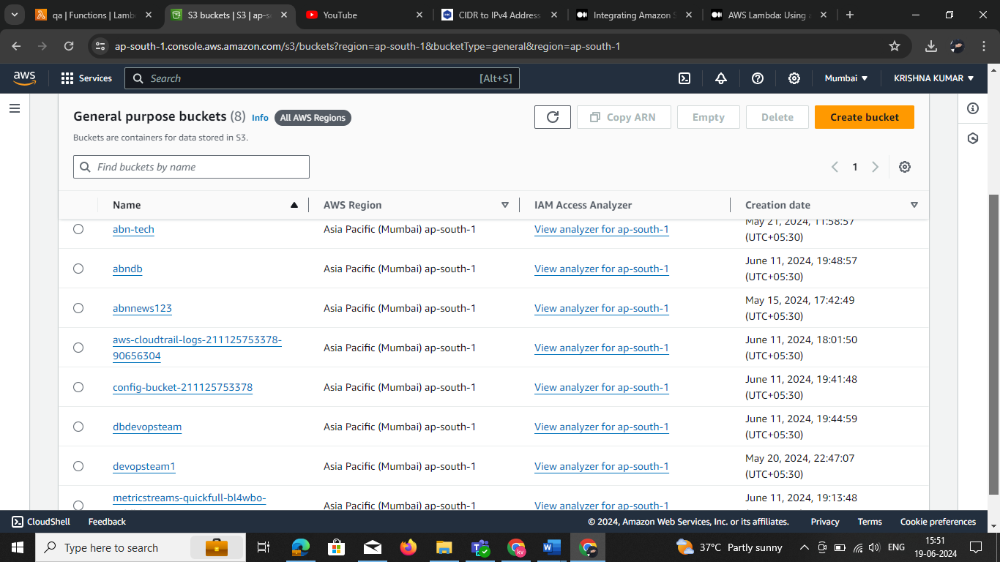 qa | Functions | Lamb
S3 buckets | S3 | ap-s
YouTube
CIDR to IPv4 Address
Integrating Amazon S
AWS Lambda: Using a
ap-south-1.console.aws.amazon.com/s3/buckets?region=ap-south-1&bucketType=general&region=ap-south-1
aws
Services
Search
[Alt+S]
Mumbai
KRISHNA KUMAR
General purpose buckets (8) Info All AWS Regions
Buckets are containers for data stored in S3.
Copy ARN
Empty
Delete
Create bucket
Find buckets by name
1
Name
AWS Region
IAM Access Analyzer
Creation date
abn-tech
Asia Pacific (Mumbai) ap-south-1
View analyzer for ap-south-1
May 21, 2024, 11:58:57
(UTC+05:30)
abndb
Asia Pacific (Mumbai) ap-south-1
View analyzer for ap-south-1
June 11, 2024, 19:48:57
(UTC+05:30)
abnnews123
Asia Pacific (Mumbai) ap-south-1
View analyzer for ap-south-1
May 15, 2024, 17:42:49
(UTC+05:30)
aws-cloudtrail-logs-211125753378-
90656304
Asia Pacific (Mumbai) ap-south-1
View analyzer for ap-south-1
June 11, 2024, 18:01:50
(UTC+05:30)
config-bucket-211125753378
Asia Pacific (Mumbai) ap-south-1
View analyzer for ap-south-1
June 11, 2024, 19:41:48
(UTC+05:30)
dbdevopsteam
Asia Pacific (Mumbai) ap-south-1
View analyzer for ap-south-1
June 11, 2024, 19:44:59
(UTC+05:30)
devopsteam1
Asia Pacific (Mumbai) ap-south-1
View analyzer for ap-south-1
May 20, 2024, 22:47:07
(UTC+05:30)
metricstreams-quickfull-bl4wbo-
Asia Pacific (Mumbai) ap-south-1
View analyzer for ap-south-1
June 11, 2024, 19:13:48
CloudShell
Feedback
© 2024, Amazon Web Services, Inc. or its affiliates.
Privacy
Terms
Cookie preferences
Type here to search
37°C Partly sunny
ENG
15:51
19-06-2024